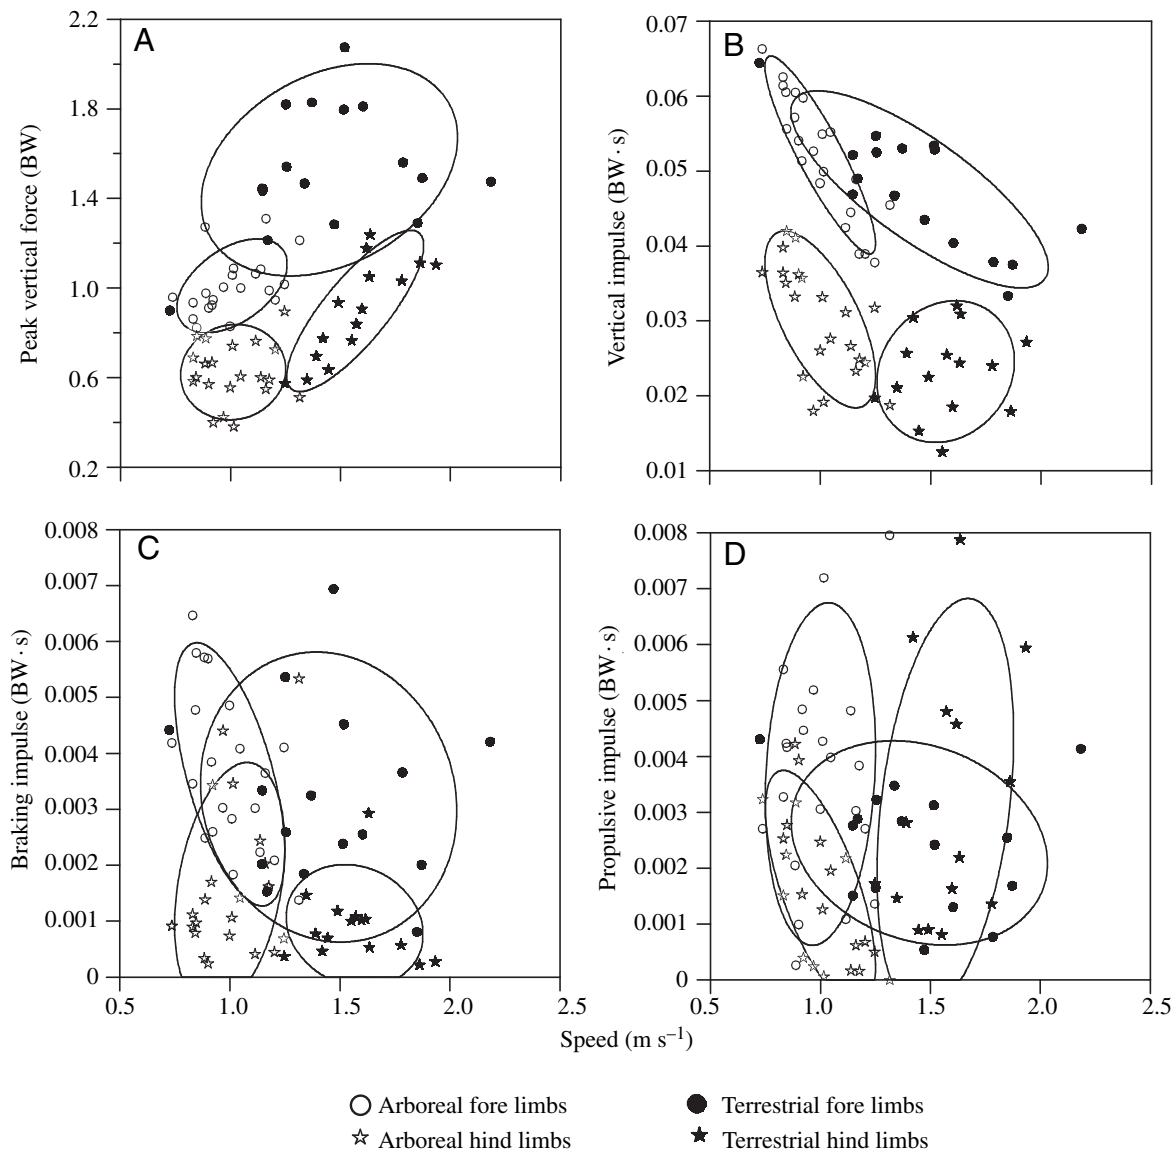 A
Peak vertical force (BW)
2.2
1.8
1.4
1.0
0.6
0.2
B
Vertical impulse (BW · s)
0.07
0.06
0.05
0.04
0.03
0.02
0.01
C
Braking impulse (BW · s)
0.008
0.007
0.006
0.005
0.004
0.003
0.002
0.001
0
0.5 1.0 1.5 2.0 2.5
D
Propulsive impulse (BW · s)
0.008
0.007
0.006
0.005
0.004
0.003
0.002
0.001
0
0.5 1.0 1.5 2.0 2.5
Speed (m s⁻¹)
Arboreal fore limbs
Terrestrial fore limbs
Arboreal hind limbs
Terrestrial hind limbs